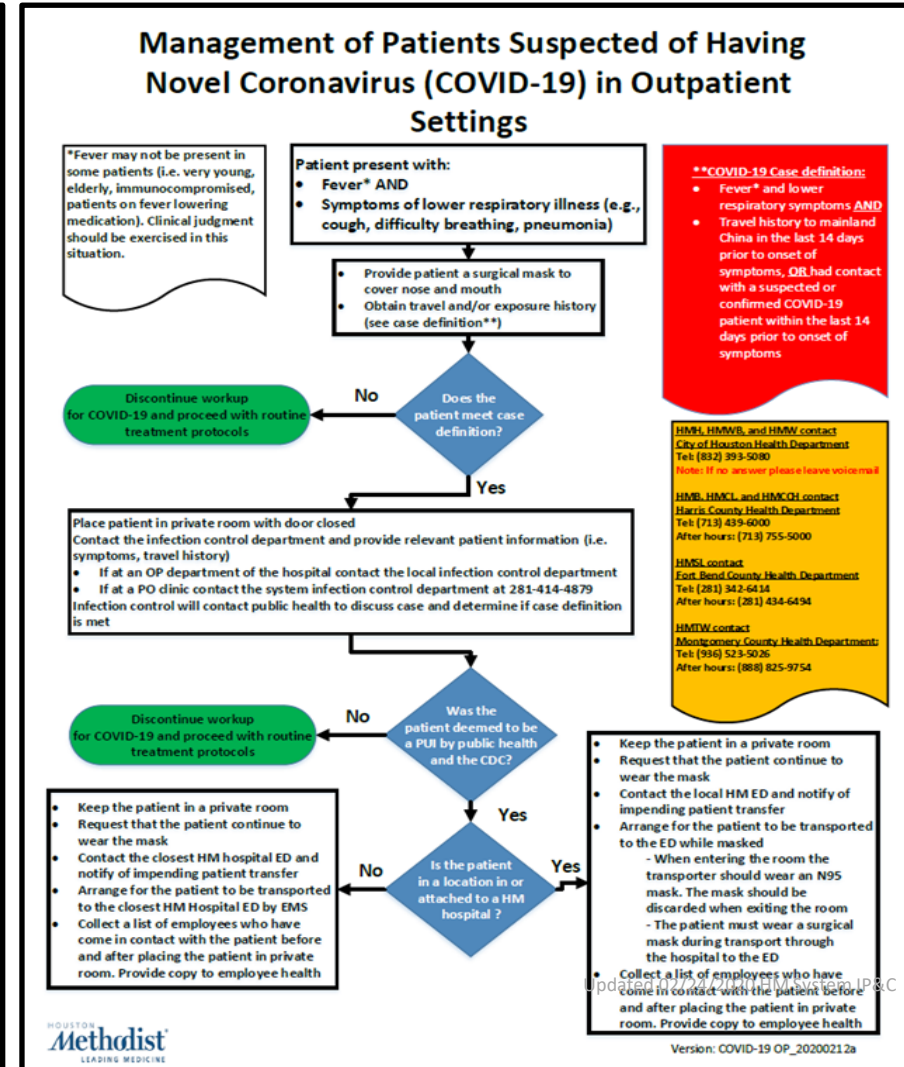 Management of Patients Suspected of Having
Novel Coronavirus (COVID-19) in Outpatient
Settings
*Fever may not be present in
some patients (i.e. very young,
elderly, immunocompromised,
patients on fever lowering
medication). Clinical judgment
should be exercised in this
situation.
Patient present with:
• Fever* AND
• Symptoms of lower respiratory illness (e.g.,
cough, difficulty breathing, pneumonia)
**COVID-19 Case definition:
• Fever* and lower
respiratory symptoms AND
• Travel history to mainland
China in the last 14 days
prior to onset of
symptoms, OR had contact
with a suspected or
confirmed COVID-19
patient within the last 14
days prior to onset of
symptoms
• Provide patient a surgical mask to
cover nose and mouth
• Obtain travel and/or exposure history
(see case definition**)
Does the
patient meet case
definition?
No
Discontinue workup
for COVID-19 and proceed with routine
treatment protocols
Yes
HMH, HMWB, and HMW contact
City of Houston Health Department
Tel: (832) 393-5080
Note: If no answer please leave voicemail
HMB, HMCL, and HMCCH contact
Harris County Health Department
Tel: (713) 439-6000
After hours: (713) 755-5000
HMSL contact
Fort Bend County Health Department
Tel: (281) 342-6414
After hours: (281) 434-6494
HMTW contact
Montgomery County Health Department:
Tel: (936) 523-5026
After hours: (888) 825-9754
Place patient in private room with door closed
Contact the infection control department and provide relevant patient information (i.e.
symptoms, travel history)
• If at an OP department of the hospital contact the local infection control department
• If at a PO clinic contact the system infection control department at 281-414-4879
Infection control will contact public health to discuss case and determine if case definition
is met
Was the
patient deemed to be
a PUI by public health
and the CDC?
No
Discontinue workup
for COVID-19 and proceed with routine
treatment protocols
Yes
Is the patient
in a location in or
attached to a HM
hospital ?
No
• Keep the patient in a private room
• Request that the patient continue to
wear the mask
• Contact the closest HM hospital ED and
notify of impending patient transfer
• Arrange for the patient to be transported
to the closest HM Hospital ED by EMS
• Collect a list of employees who have
come in contact with the patient before
and after placing the patient in private
room. Provide copy to employee health
Yes
• Keep the patient in a private room
• Request that the patient continue to
wear the mask
• Contact the local HM ED and notify of
impending patient transfer
• Arrange for the patient to be transported
to the ED while masked
- When entering the room the
transporter should wear an N95
mask. The mask should be
discarded when exiting the room
- The patient must wear a surgical
mask during transport through
the hospital to the ED
• Collect a list of employees who have
come in contact with the patient before
and after placing the patient in private
room. Provide copy to employee health
Updated 02/24/2020 HM System IP&C
HOUSTON
Methodist
LEADING MEDICINE
Version: COVID-19 OP_20200212a